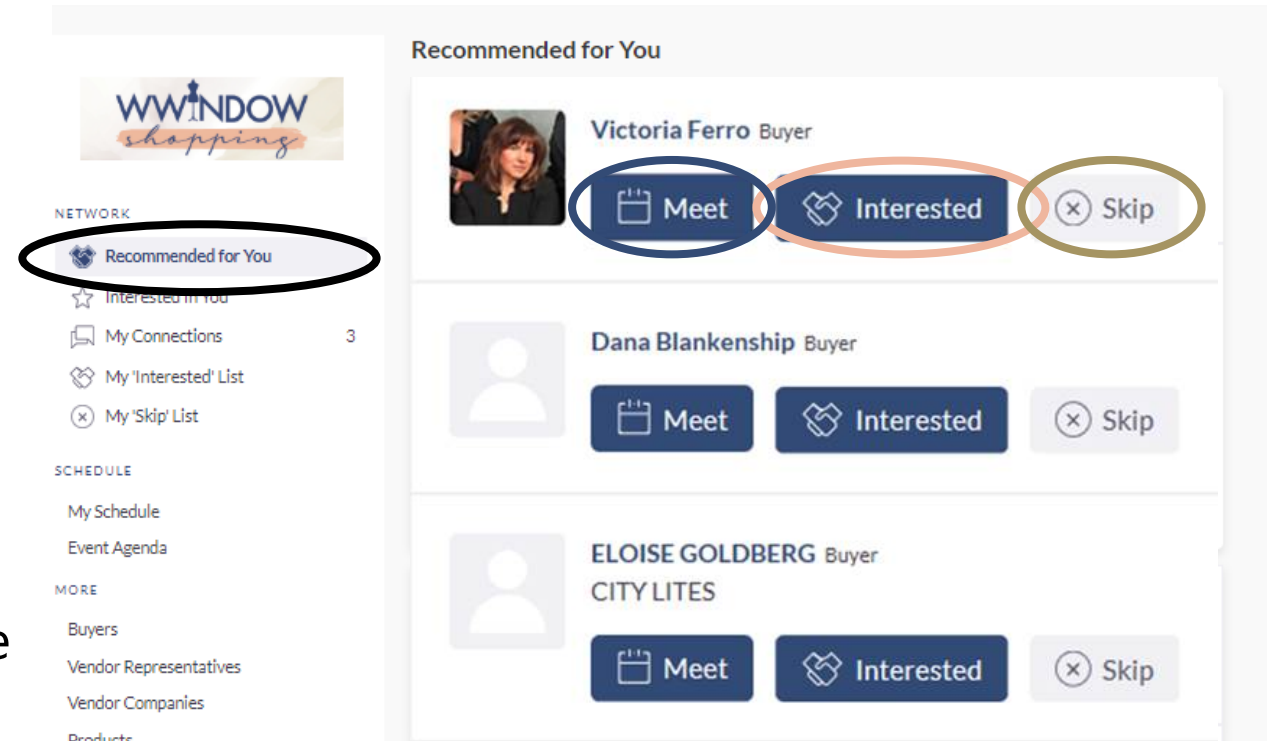 WWINDOW
shopping
NETWORK
Recommended for You
Interested in You
My Connections 3
My 'Interested' List
My 'Skip' List
SCHEDULE
My Schedule
Event Agenda
MORE
Buyers
Vendor Representatives
Vendor Companies
Products
e
Recommended for You
Victoria Ferro Buyer
Meet Interested Skip
Dana Blankenship Buyer
Meet Interested Skip
ELOISE GOLDBERG Buyer
CITY LITES
Meet Interested Skip